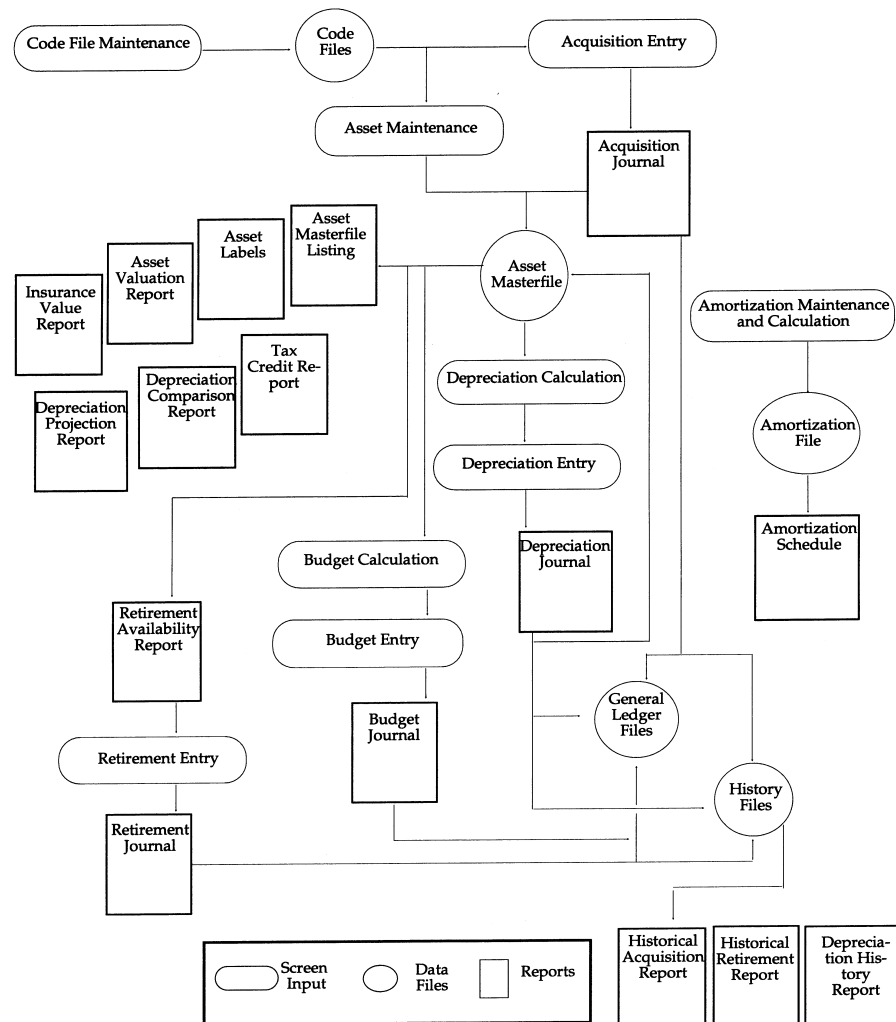 Code File Maintenance
Code
Files
Acquisition Entry
Asset Maintenance
Acquisition
Journal
Asset
Masterfile
Listing
Asset
Labels
Asset
Valuation
Report
Insurance
Value
Report
Asset
Masterfile
Amortization Maintenance
and Calculation
Tax
Credit Re-
port
Depreciation
Comparison
Report
Depreciation
Projection
Report
Depreciation Calculation
Amortization
File
Depreciation Entry
Amortization
Schedule
Depreciation
Journal
Budget Calculation
Retirement
Availability
Report
Budget Entry
General
Ledger
Files
Budget
Journal
Retirement Entry
History
Files
Retirement
Journal
Historical
Acquisition
Report
Historical
Retirement
Report
Deprecia-
tion His-
tory
Report
Screen
Input
Data
Files
Reports